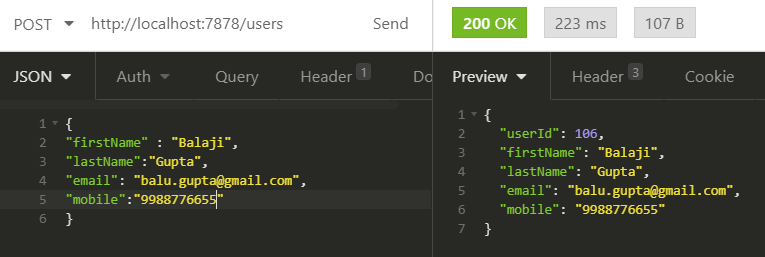 POST http://localhost:7878/users Send 200 OK 223 ms 107 B
JSON Auth Query Header 1 Do Preview Header 3 Cookie
1 {
2 "firstName" : "Balaji",
3 "lastName":"Gupta",
4 "email": "balu.gupta@gmail.com",
5 "mobile":"9988776655"
6 }
1 {
2 "userId": 106,
3 "firstName": "Balaji",
4 "lastName": "Gupta",
5 "email": "balu.gupta@gmail.com",
6 "mobile": "9988776655"
7 }